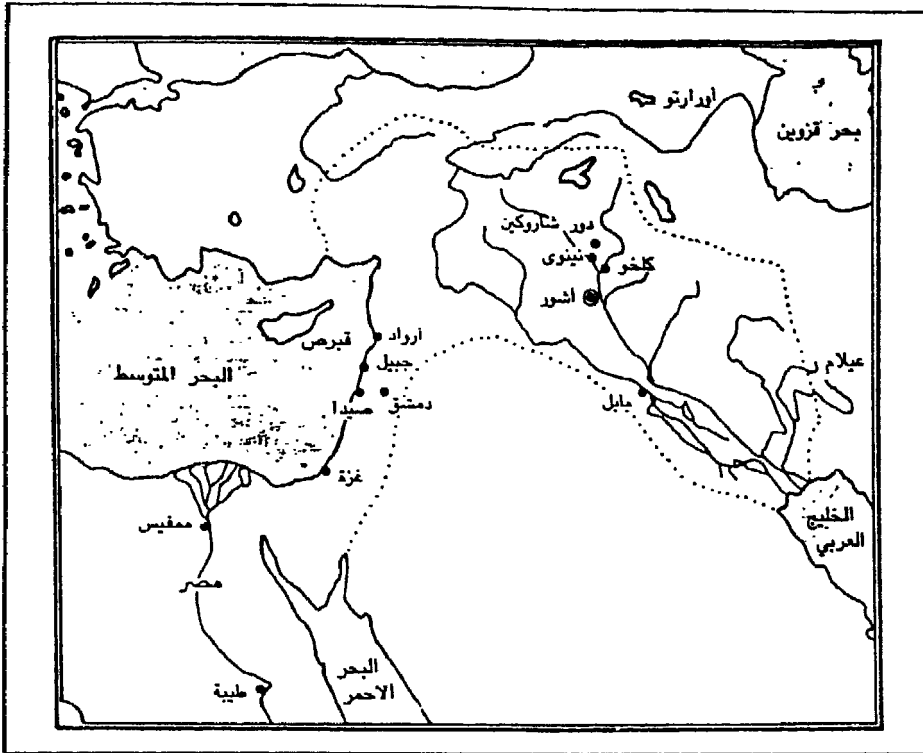 أورارتو
بحر قزوين
دور شاروكين
نينوى
كلخو
اشور
عيلام
قبرص
أرواد
جبيل
البحر المتوسط
صيدا
دمشق
بابل
غزة
الخليج
العربي
ممفيس
مصر
البحر
الاحمر
طيبة